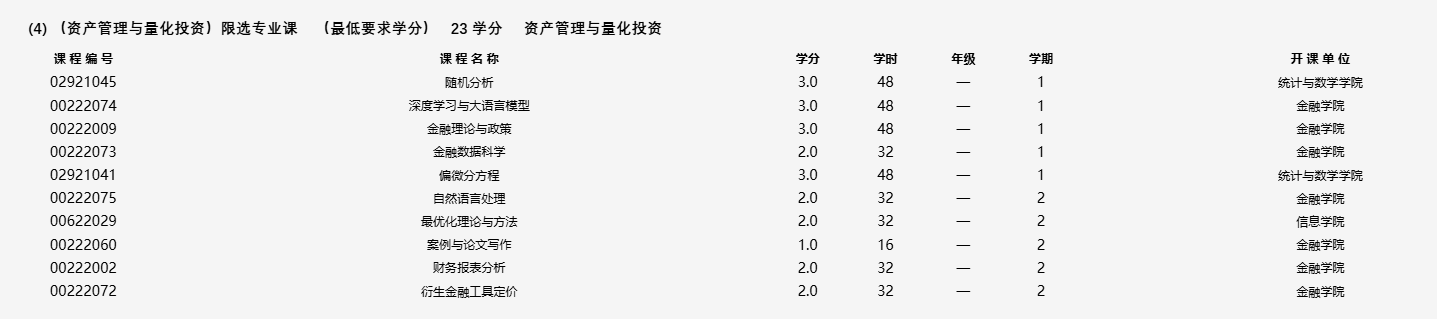 (4) （资产管理与量化投资）限选专业课 （最低要求学分） 23 学分 资产管理与量化投资
课程编号 课程名称 学分 学时 年级 学期 开课单位
02921045 随机分析 3.0 48 — 1 统计与数学学院
00222074 深度学习与大语言模型 3.0 48 — 1 金融学院
00222009 金融理论与政策 3.0 48 — 1 金融学院
00222073 金融数据科学 2.0 32 — 1 金融学院
02921041 偏微分方程 3.0 48 — 1 统计与数学学院
00222075 自然语言处理 2.0 32 — 2 金融学院
00622029 最优化理论与方法 2.0 32 — 2 信息学院
00222060 案例与论文写作 1.0 16 — 2 金融学院
00222002 财务报表分析 2.0 32 — 2 金融学院
00222072 衍生金融工具定价 2.0 32 — 2 金融学院